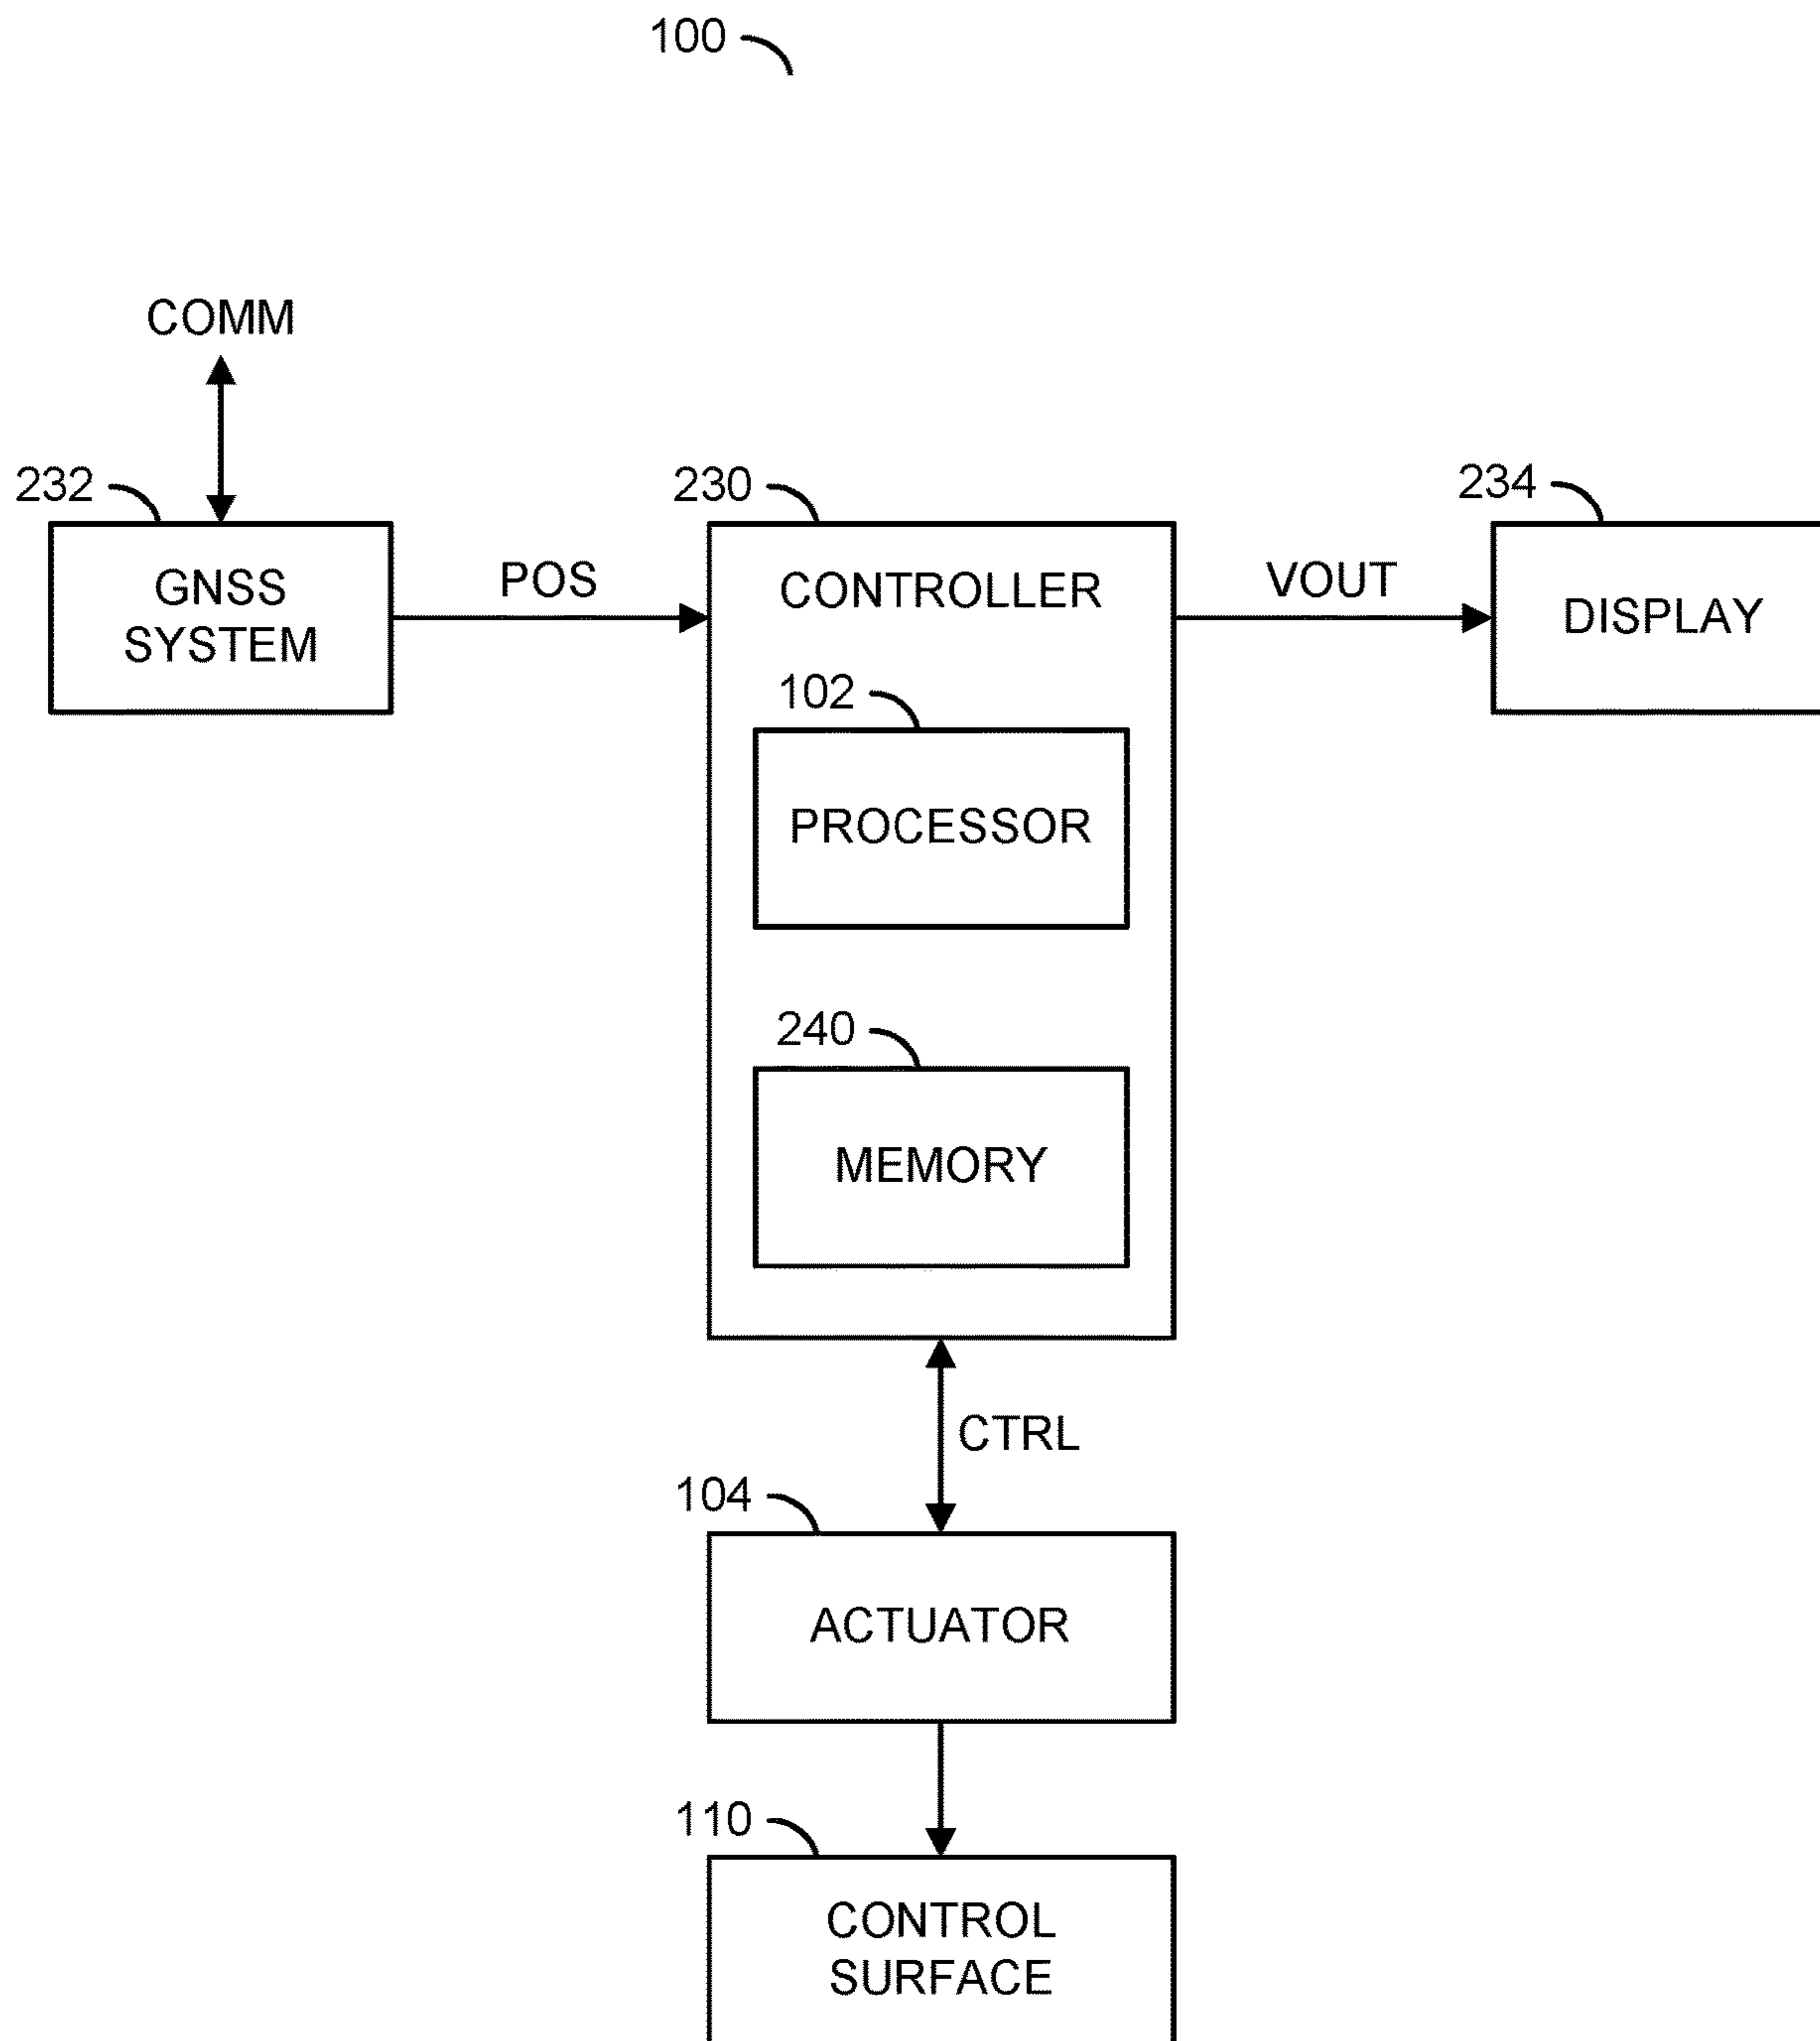 100
COMM
232
230
234
GNSS
SYSTEM
POS
CONTROLLER
VOUT
DISPLAY
102
PROCESSOR
240
MEMORY
CTRL
104
ACTUATOR
110
CONTROL
SURFACE